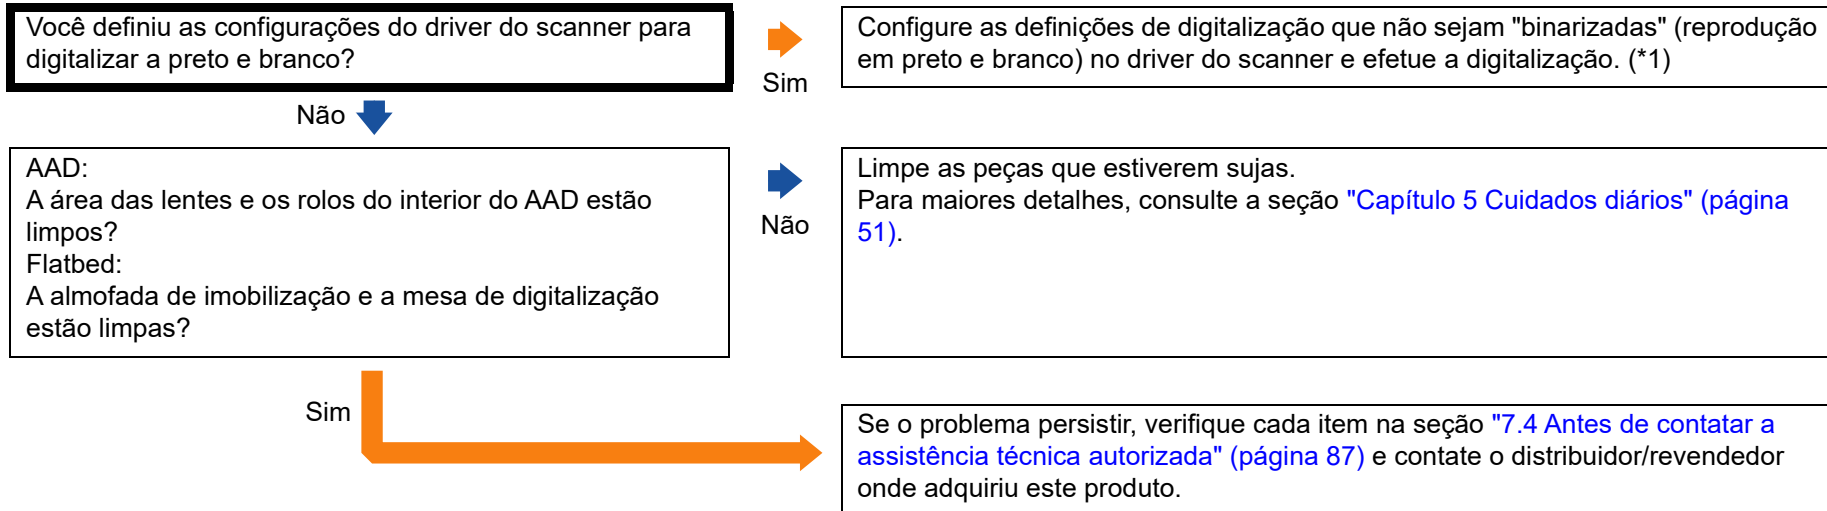 Você definiu as configurações do driver do scanner para
digitalizar a preto e branco?
Sim
Configure as definições de digitalização que não sejam "binarizadas" (reprodução
em preto e branco) no driver do scanner e efetue a digitalização. (*1)
Não
AAD:
A área das lentes e os rolos do interior do AAD estão
limpos?
Flatbed:
A almofada de imobilização e a mesa de digitalização
estão limpas?
Não
Limpe as peças que estiverem sujas.
Para maiores detalhes, consulte a seção "Capítulo 5 Cuidados diários" (página
51).
Sim
Se o problema persistir, verifique cada item na seção "7.4 Antes de contatar a
assistência técnica autorizada" (página 87) e contate o distribuidor/revendedor
onde adquiriu este produto.